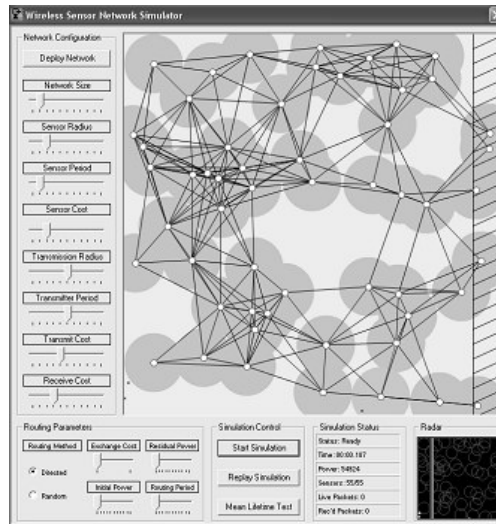 Wireless Sensor Network Simulator
Network Configuration
Deploy Network
Network Size
Sensor Radius
Sensor Period
Sensor Cost
Transmission Radius
Transmitter Period
Transmit Cost
Receive Cost
Routing Parameters
Routing Method
Exchange Cost
Residual Power
Directed
Random
Initial Power
Routing Period
Simulation Control
Start Simulation
Replay Simulation
Mean Lifetime Test
Simulation Status
Status: Ready
Time: 00:00.187
Power: 54624
Sensors: 55/55
Live Packets: 0
Rec'd Packets: 0
Radar